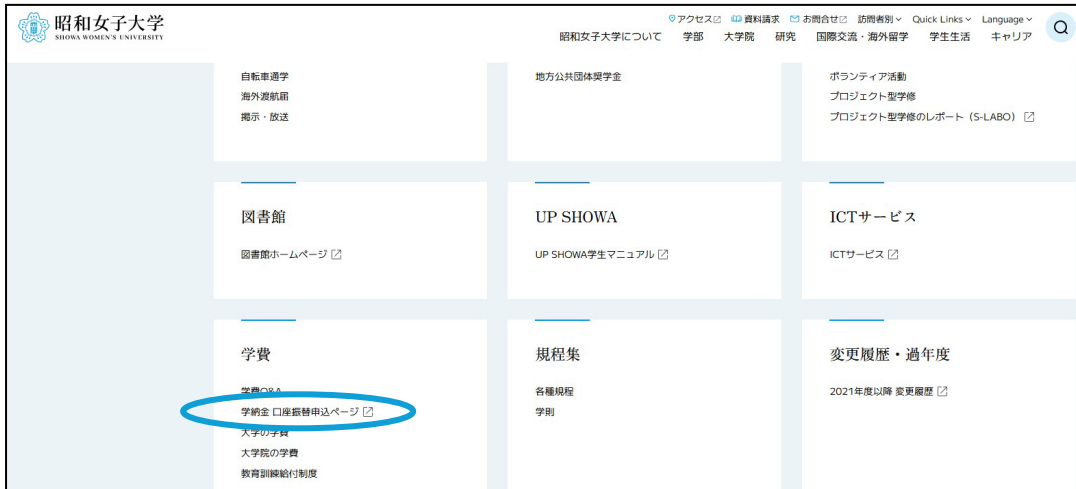 昭和女子大学
SHOWA WOMEN'S UNIVERSITY
アクセス 資料請求 お問合せ 訪問者別 Quick Links Language
昭和女子大学について 学部 大学院 研究 国際交流・海外留学 学生生活 キャリア
自転車通学
海外渡航届
掲示・放送
地方公共団体奨学金
ボランティア活動
プロジェクト型学修
プロジェクト型学修のレポート（S-LABO）
図書館
図書館ホームページ
UP SHOWA
UP SHOWA学生マニュアル
ICTサービス
ICTサービス
学費
学費Q&A
学納金 口座振替申込ページ
大学の学費
大学院の学費
教育訓練給付制度
規程集
各種規程
学則
変更履歴・過年度
2021年度以降 変更履歴